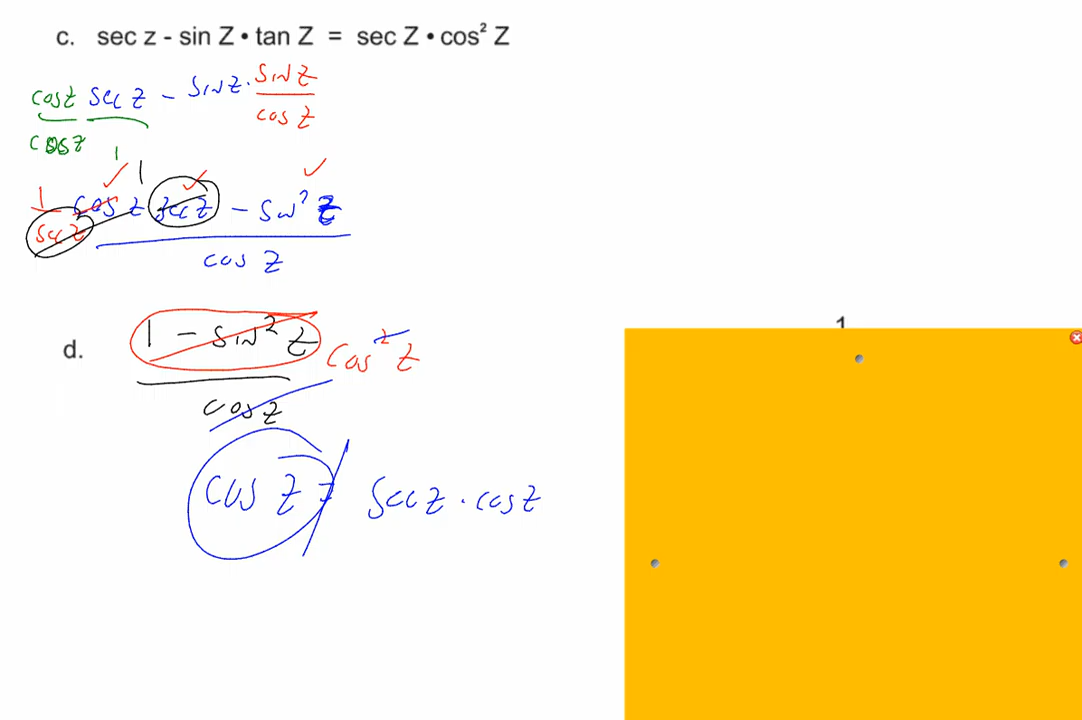 c. sec z - sin Z • tan Z = sec Z • cos² Z
cos z sec z - sin z · sin z
cos z cos z
1 1
1 cos z sec z - sin² z
sec z
cos z
1
1 - sin² z cos² z
d.
cos z
cos z = sec z · cos z